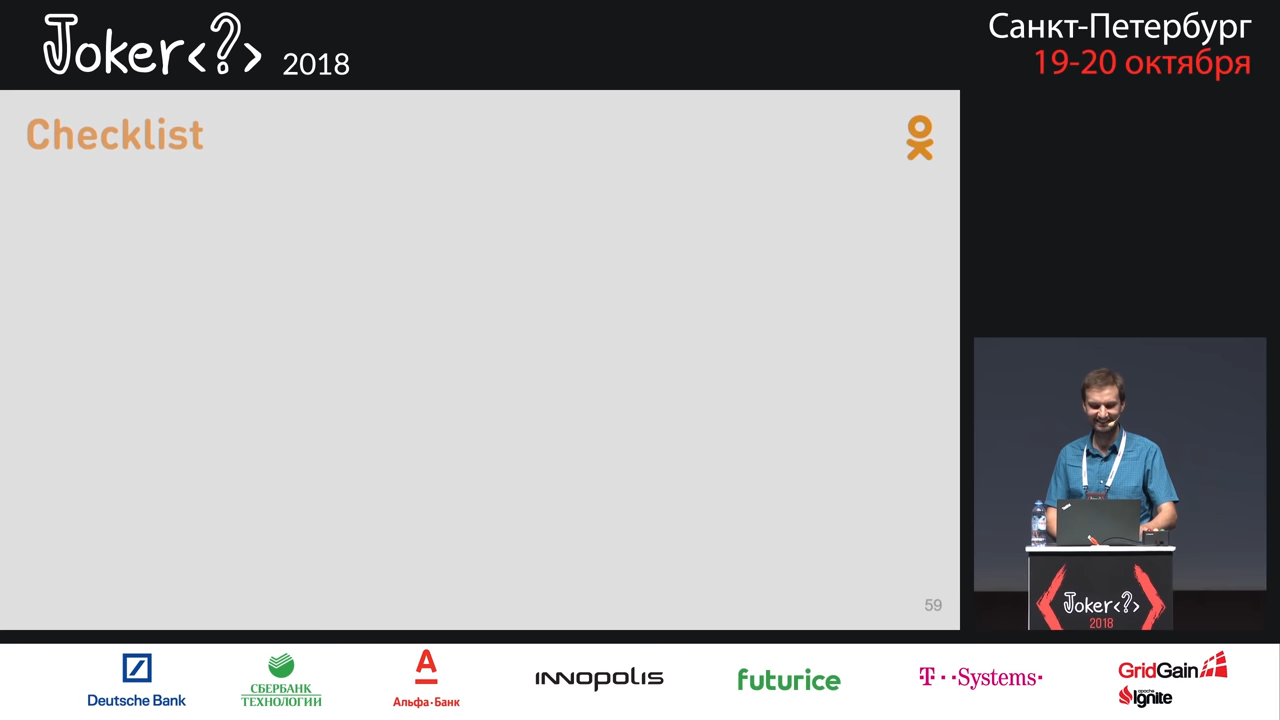 Joker<?> 2018
Санкт-Петербург
19-20 октября
Checklist
59
Joker<?>
2018
Deutsche Bank
СБЕРБАНК
ТЕХНОЛОГИИ
А
Альфа·Банк
INNOPOLIS
futurice
T··Systems·
GridGain
APACHE
Ignite